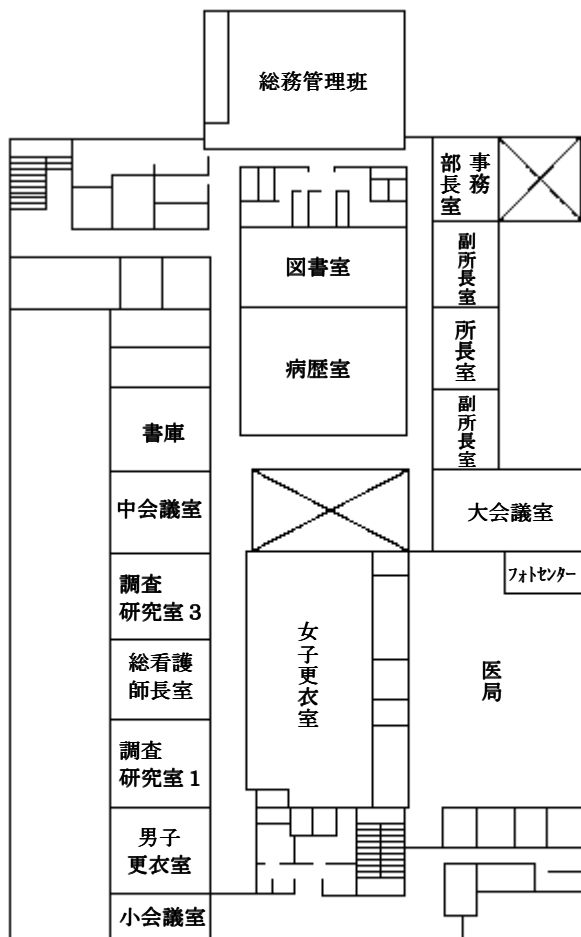 総務管理班
事務
部長室
図書室
副所長室
病歴室
所長室
書庫
副所長室
中会議室
大会議室
調査
研究室3
フォトセンター
総看護
師長室
女子更衣室
医局
調査
研究室1
男子
更衣室
小会議室